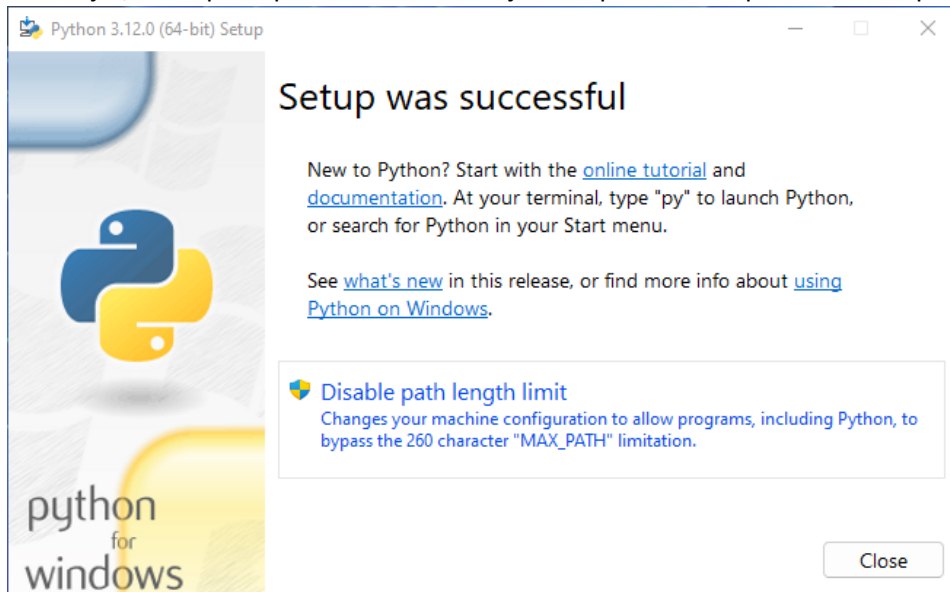 Python 3.12.0 (64-bit) Setup
Setup was successful
New to Python? Start with the online tutorial and
documentation. At your terminal, type "py" to launch Python,
or search for Python in your Start menu.
See what's new in this release, or find more info about using
Python on Windows.
Disable path length limit
Changes your machine configuration to allow programs, including Python, to
bypass the 260 character "MAX_PATH" limitation.
python
for
windows
Close